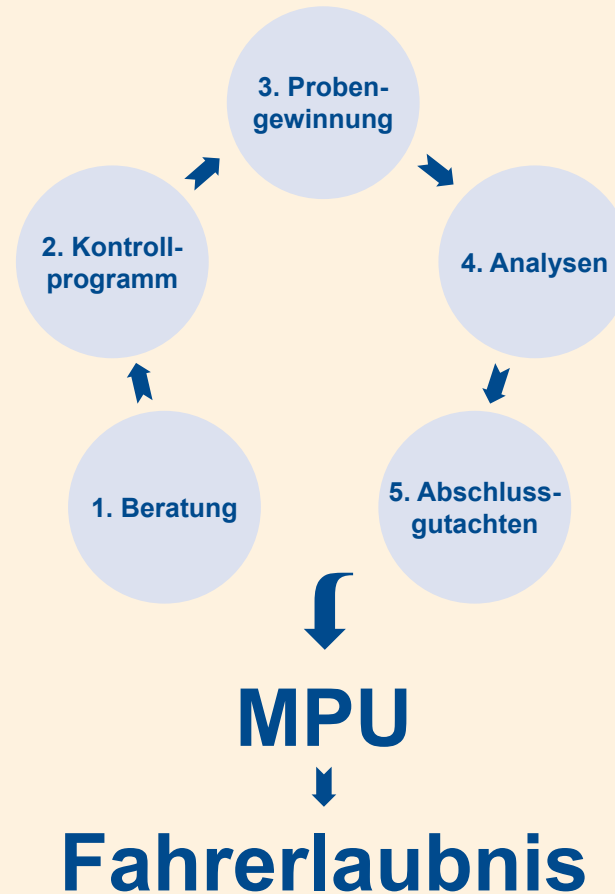 3. Proben-
gewinnung
2. Kontroll-
programm
4. Analysen
1. Beratung
5. Abschluss-
gutachten
MPU
Fahrerlaubnis